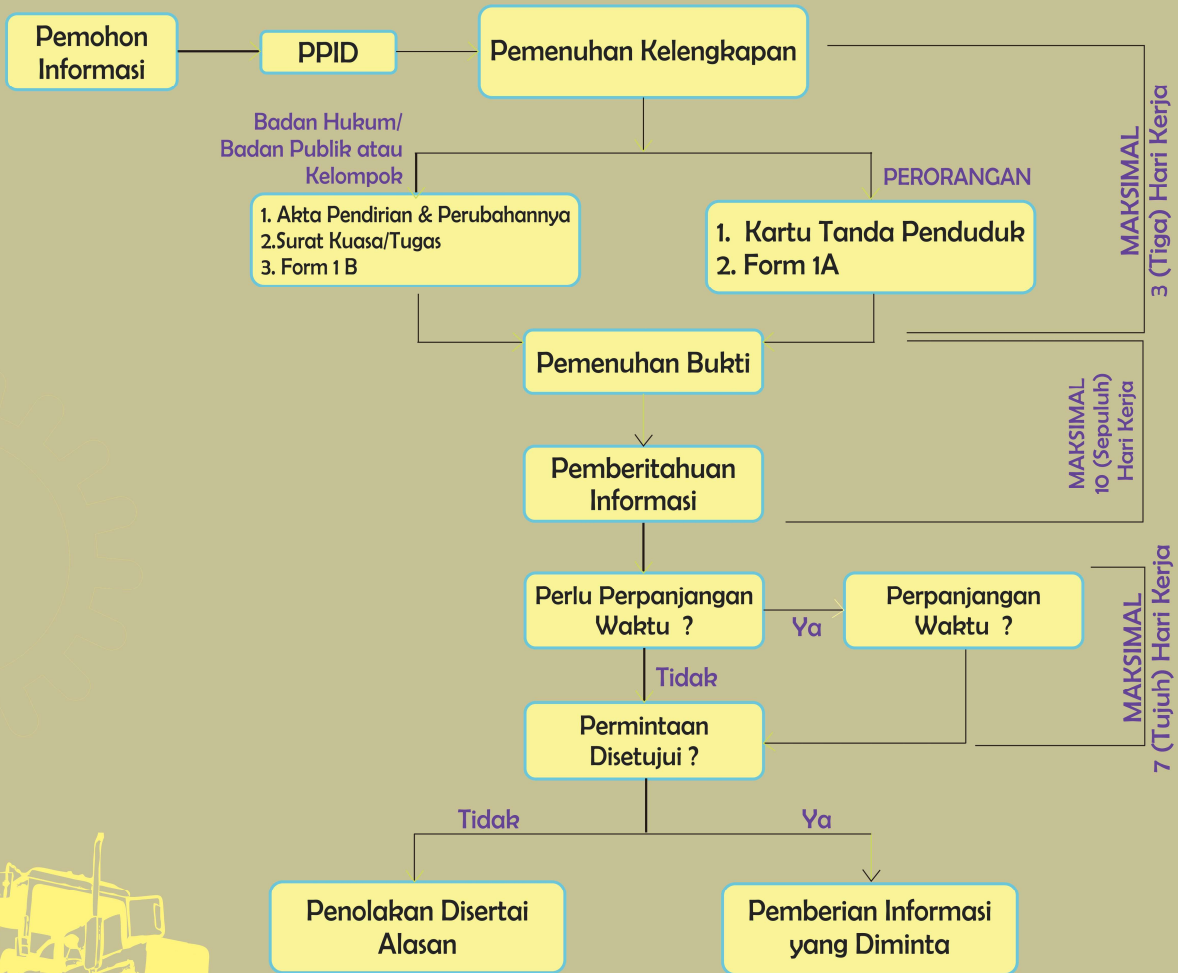 Pemohon
Informasi
PPID
Pemenuhan Kelengkapan
Badan Hukum/
Badan Publik atau
Kelompok
PERORANGAN
1. Akta Pendirian & Perubahannya
2.Surat Kuasa/Tugas
3. Form 1 B
1. Kartu Tanda Penduduk
2. Form 1A
MAKSIMAL
3 (Tiga) Hari Kerja
Pemenuhan Bukti
Pemberitahuan
Informasi
MAKSIMAL
10 (Sepuluh)
Hari Kerja
Perlu Perpanjangan
Waktu ?
Ya
Perpanjangan
Waktu ?
MAKSIMAL
7 (Tujuh) Hari Kerja
Tidak
Permintaan
Disetujui ?
Tidak
Ya
Penolakan Disertai
Alasan
Pemberian Informasi
yang Diminta